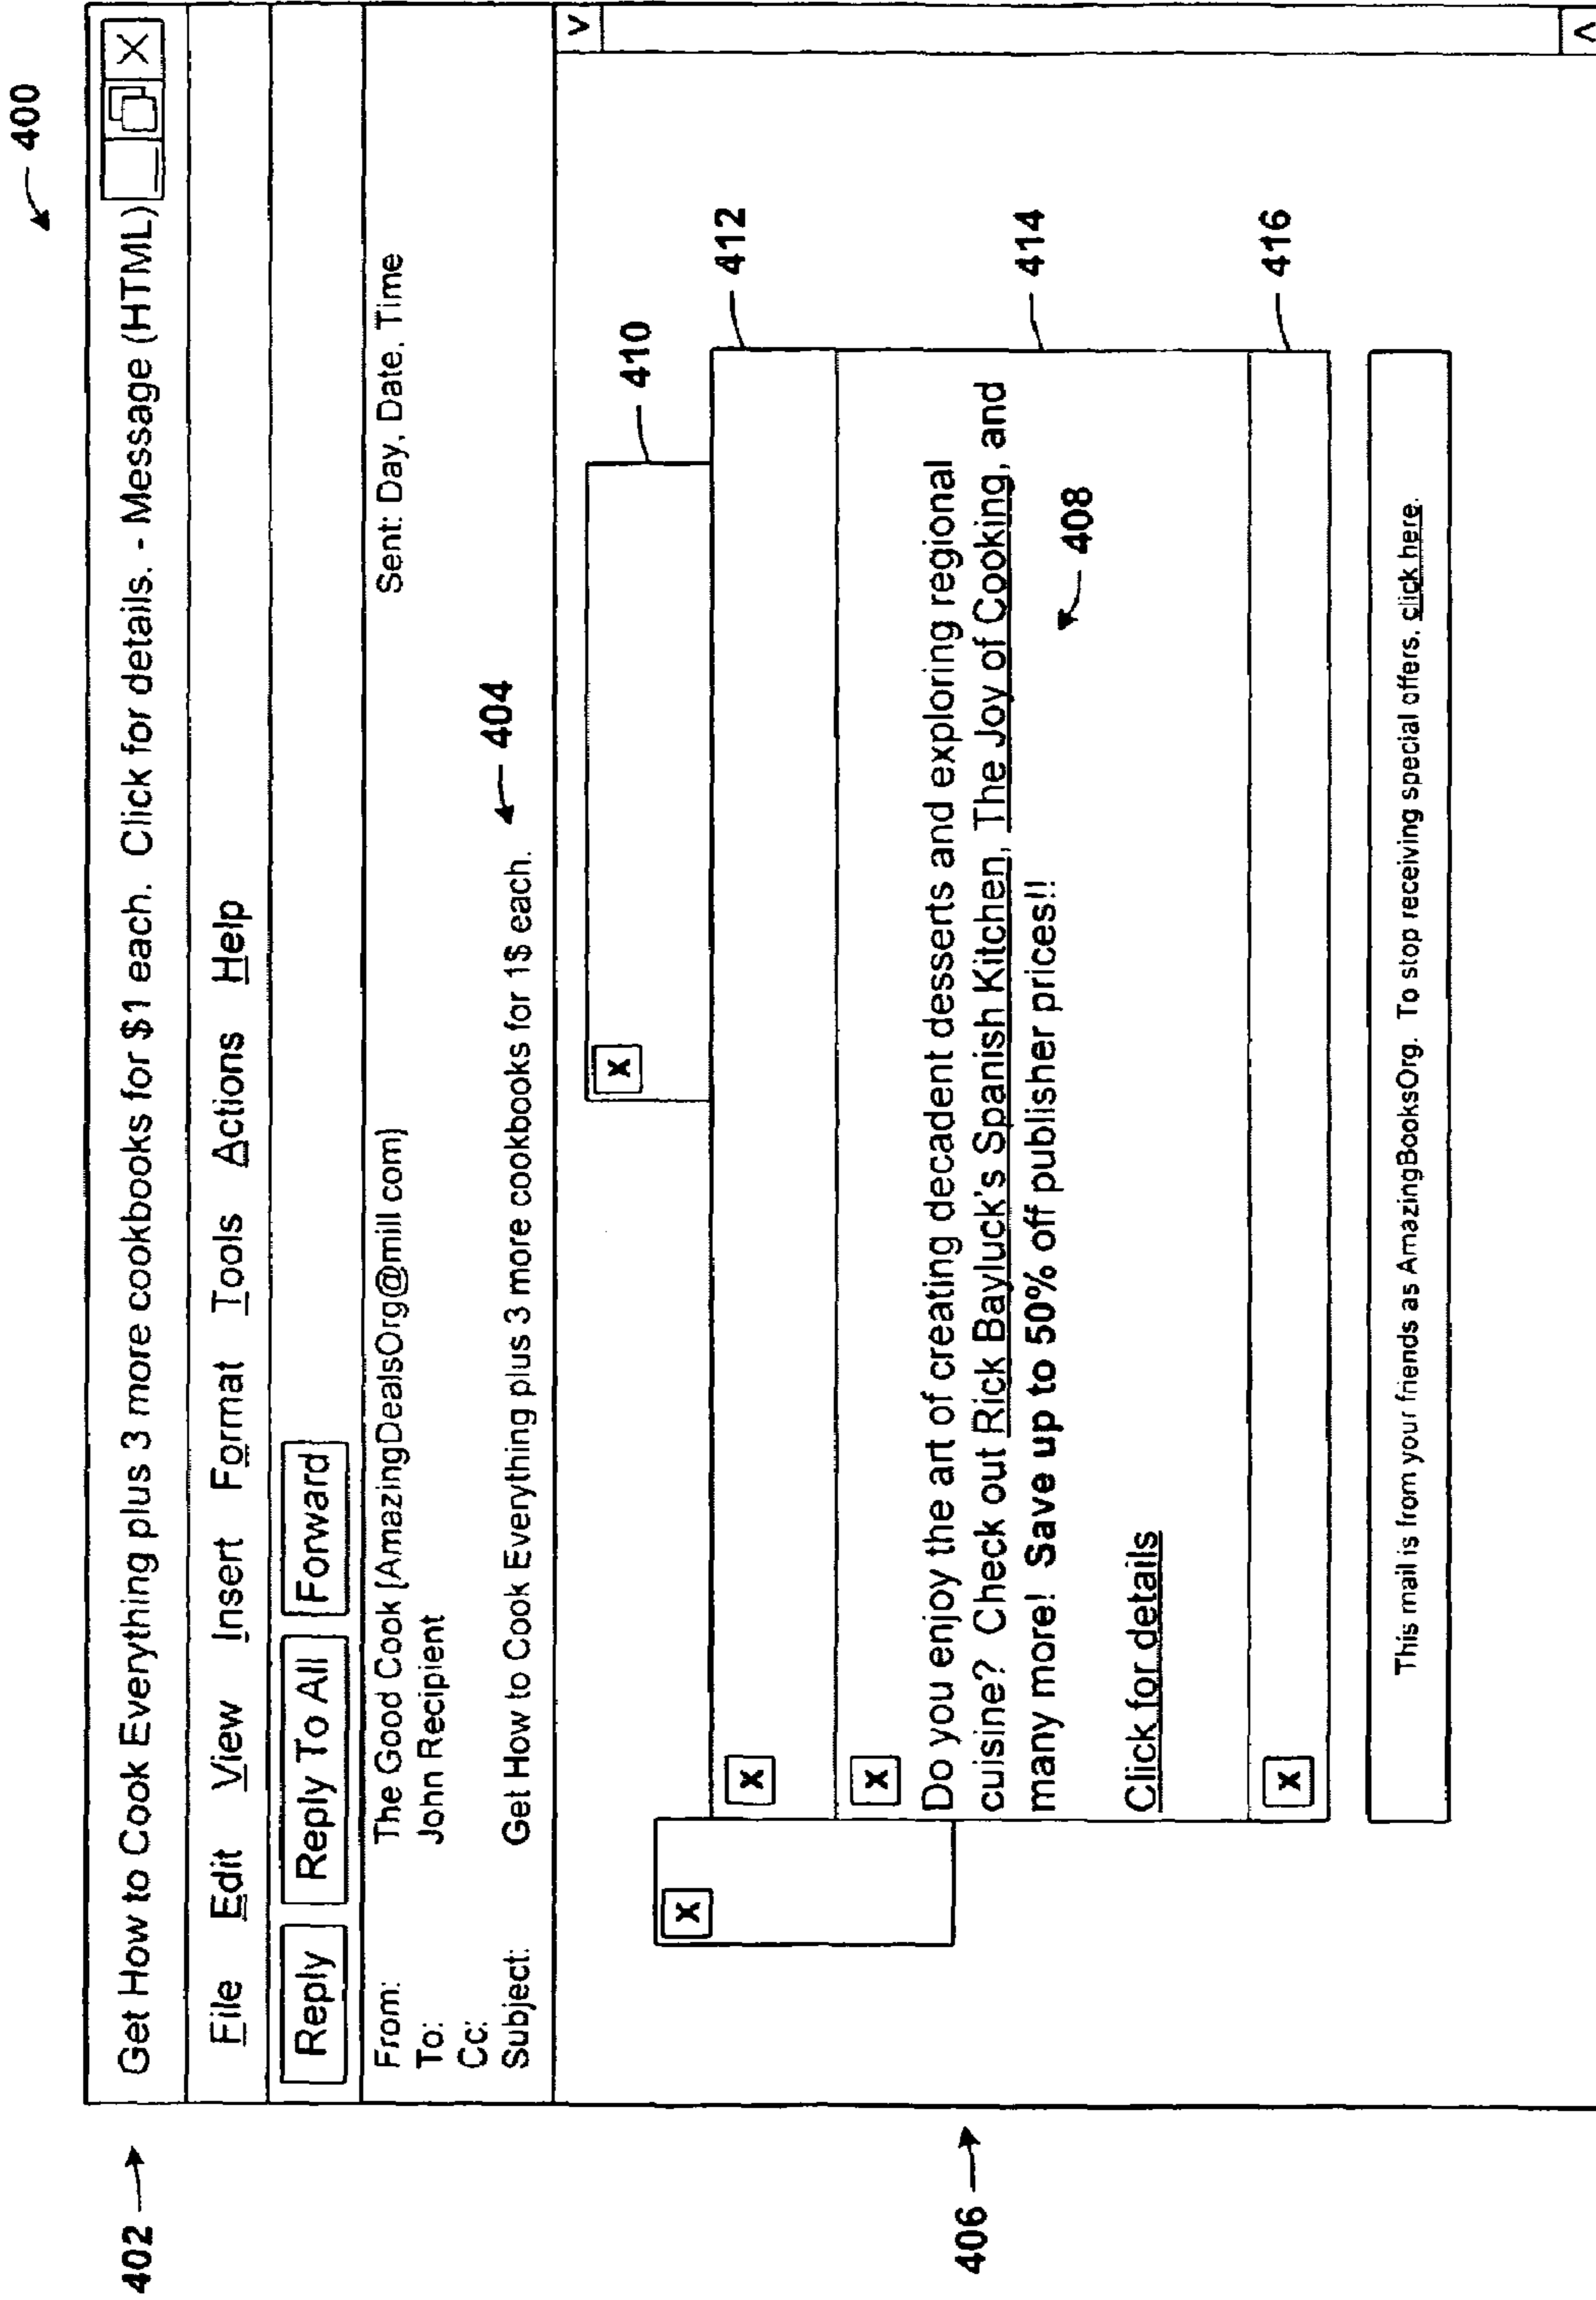 400
402
Get How to Cook Everything plus 3 more cookbooks for $1 each. Click for details. - Message (HTML) X
File Edit View Insert Format Tools Actions Help
Reply Reply To All Forward
From: The Good Cook [AmazingDealsOrg@mill com] Sent: Day, Date, Time
To: John Recipient
Cc:
Subject: Get How to Cook Everything plus 3 more cookbooks for 1$ each.
404
410
X
X
412
406
X
X
414
Do you enjoy the art of creating decadent desserts and exploring regional
cuisine? Check out Rick Bayluck's Spanish Kitchen, The Joy of Cooking, and
many more! Save up to 50% off publisher prices!!
408
Click for details
X
416
This mail is from your friends as AmazingBooksOrg. To stop receiving special offers, click here.